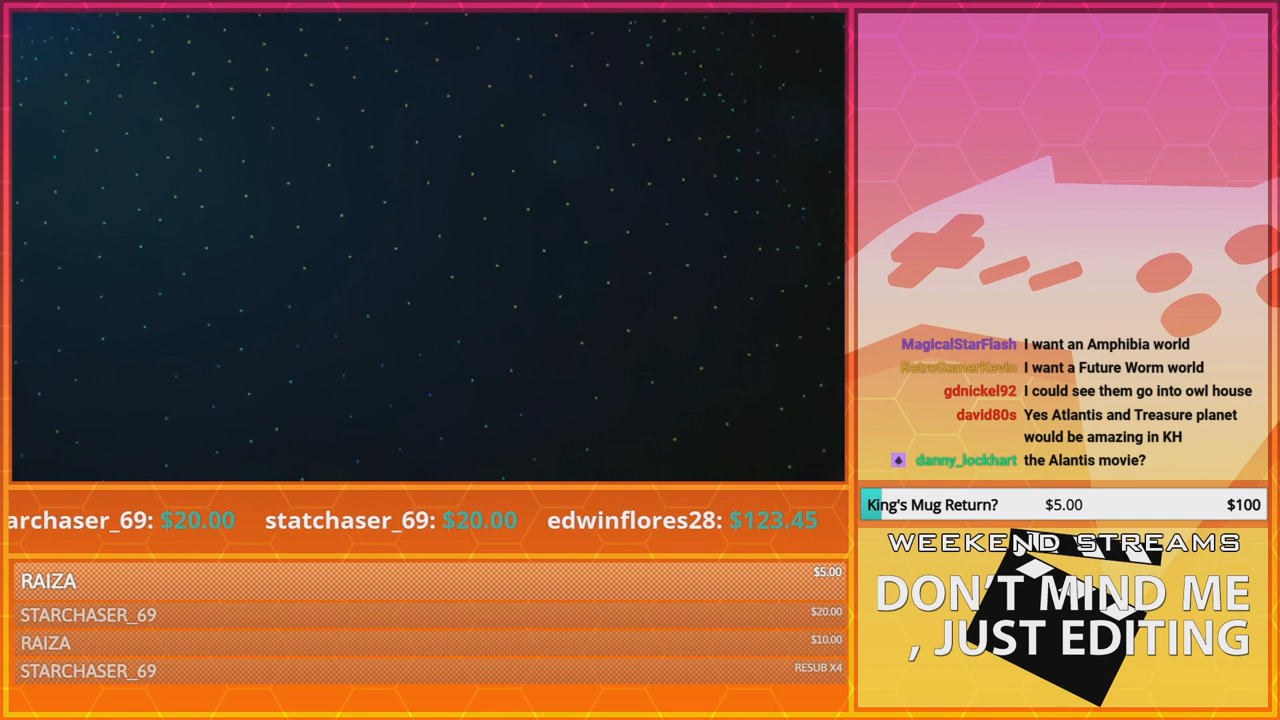 MagicalStarFlash I want an Amphibia world
RetroGamerKevin I want a Future Worm world
gdnickel92 I could see them go into owl house
david80s Yes Atlantis and Treasure planet
would be amazing in KH
danny_lockhart the Alantis movie?
King's Mug Return? $5.00 $100
archaser_69: $20.00 statchaser_69: $20.00 edwinflores28: $123.45
RAIZA $5.00
STARCHASER_69 $20.00
RAIZA $10.00
STARCHASER_69 RESUB X4
WEEKEND STREAMS
DON'T MIND ME
, JUST EDITING